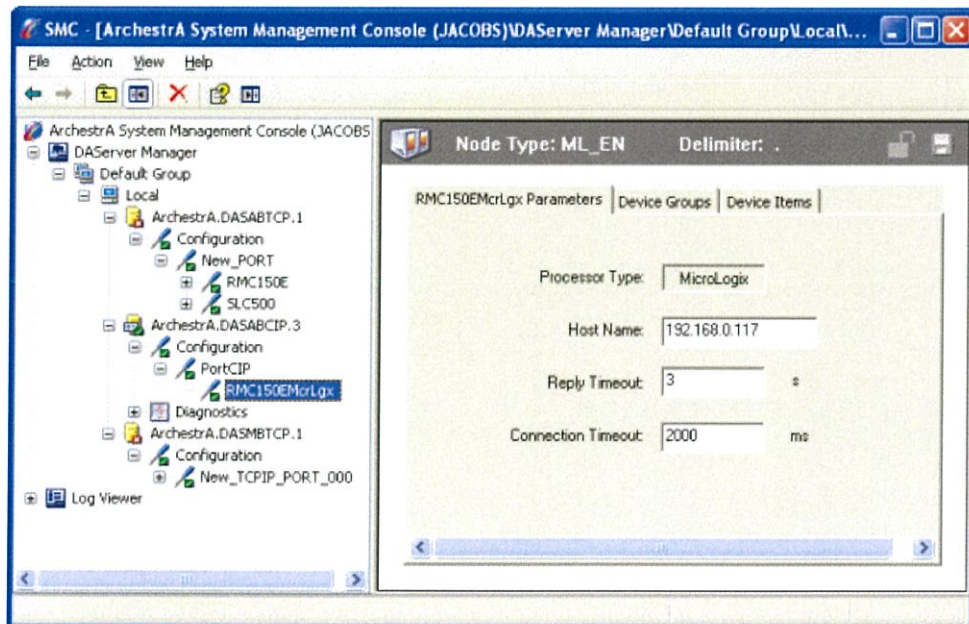 SMC - [ArchestrA System Management Console (JACOBS)\DAServer Manager\Default Group\Local\...
File Action View Help
ArchestrA System Management Console (JACOBS
DAServer Manager
Default Group
Local
ArchestrA.DASABTCP.1
Configuration
New_PORT
RMC150E
SLC500
ArchestrA.DASABCIP.3
Configuration
PortCIP
RMC150EMcrLgx
Diagnostics
ArchestrA.DASMBTCP.1
Configuration
New_TCPIP_PORT_000
Log Viewer
Node Type: ML_EN Delimiter: .
RMC150EMcrLgx Parameters Device Groups Device Items
Processor Type: MicroLogix
Host Name: 192.168.0.117
Reply Timeout: 3 s
Connection Timeout: 2000 ms